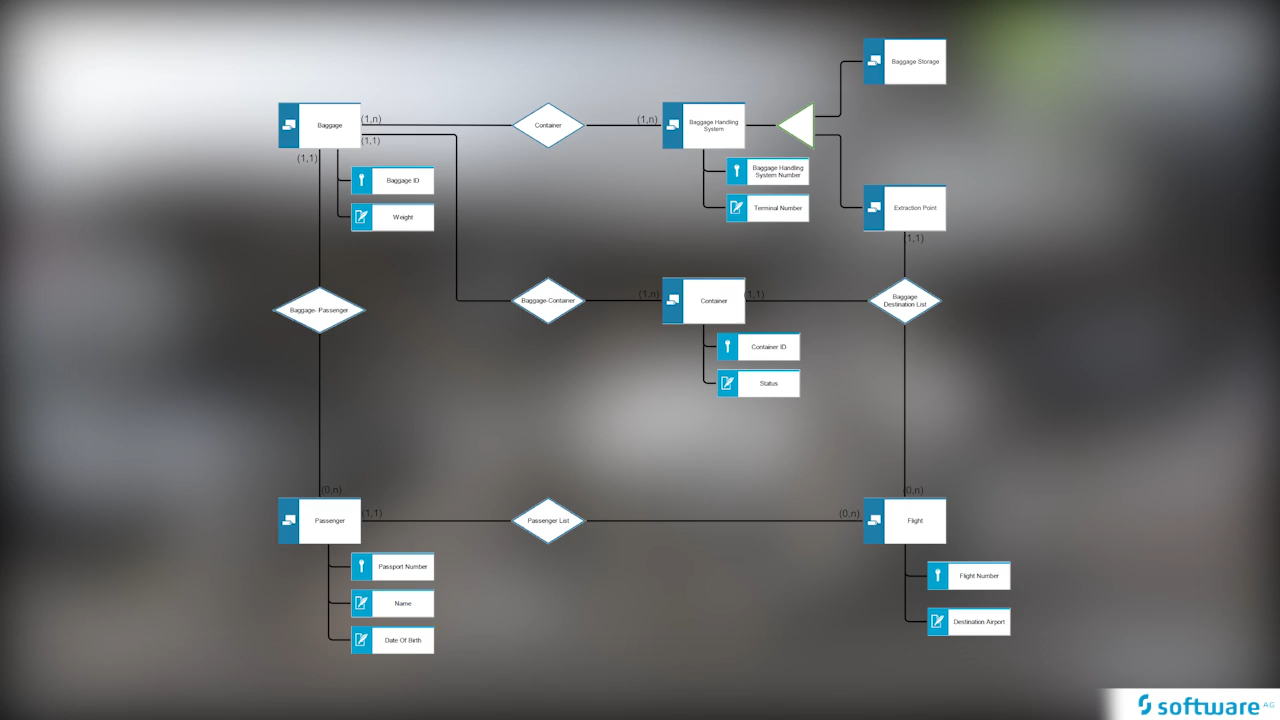 Baggage Storage
Baggage
(1,n)
Container
(1,n)
Baggage Handling
System
(1,1)
(1,1)
Baggage ID
Weight
Baggage Handling
System Number
Terminal Number
Extraction Point
(1,1)
Baggage-Container
(1,n)
Container
(1,1)
Baggage
Destination List
Baggage- Passenger
Container ID
Status
(0,n)
(0,n)
Passenger
(1,1)
Passenger List
(0,n)
Flight
Passport Number
Name
Date Of Birth
Flight Number
Destination Airport
software AG